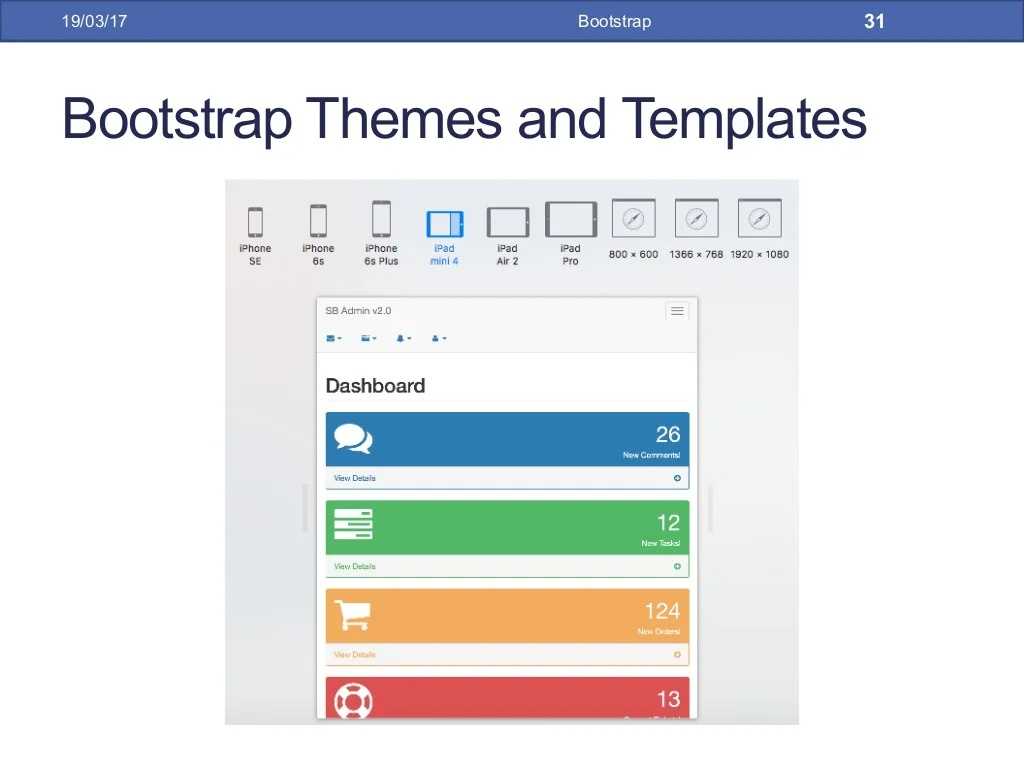 19/03/17 Bootstrap 31
Bootstrap Themes and Templates
iPhone SE
iPhone 6s
iPhone 6s Plus
iPad mini 4
iPad Air 2
iPad Pro
800 × 600
1366 × 768
1920 × 1080
SB Admin v2.0
Dashboard
26
New Comments!
View Details
12
New Tasks!
View Details
124
New Orders!
View Details
13